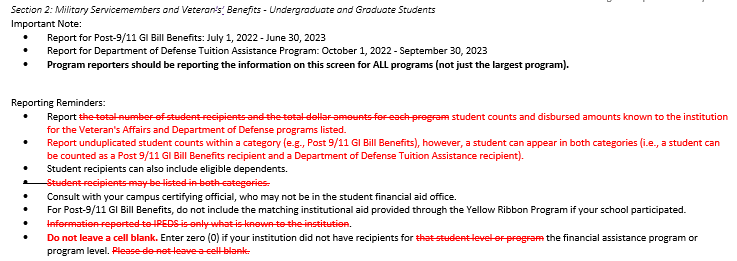 Section 2: Military Servicemembers and Veteran's', Benefits - Undergraduate and Graduate Students
Important Note:
• Report for Post-9/11 GI Bill Benefits: July 1, 2022 - June 30, 2023
• Report for Department of Defense Tuition Assistance Program: October 1, 2022 - September 30, 2023
• Program reporters should be reporting the information on this screen for ALL programs (not just the largest program).
Reporting Reminders:
• Report the total number of student recipients and the total dollar amounts for each program student counts and disbursed amounts known to the institution
for the Veteran's Affairs and Department of Defense programs listed.
• Report unduplicated student counts within a category (e.g., Post 9/11 GI Bill Benefits), however, a student can appear in both categories (i.e., a student can
be counted as a Post 9/11 GI Bill Benefits recipient and a Department of Defense Tuition Assistance recipient).
• Student recipients can also include eligible dependents.
• Student recipients may be listed in both categories.
• Consult with your campus certifying official, who may not be in the student financial aid office.
• For Post-9/11 GI Bill Benefits, do not include the matching institutional aid provided through the Yellow Ribbon Program if your school participated.
• Information reported to IPEDS is only what is known to the institution.
• Do not leave a cell blank. Enter zero (0) if your institution did not have recipients for that student level or program the financial assistance program or
program level. Please do not leave a cell blank.